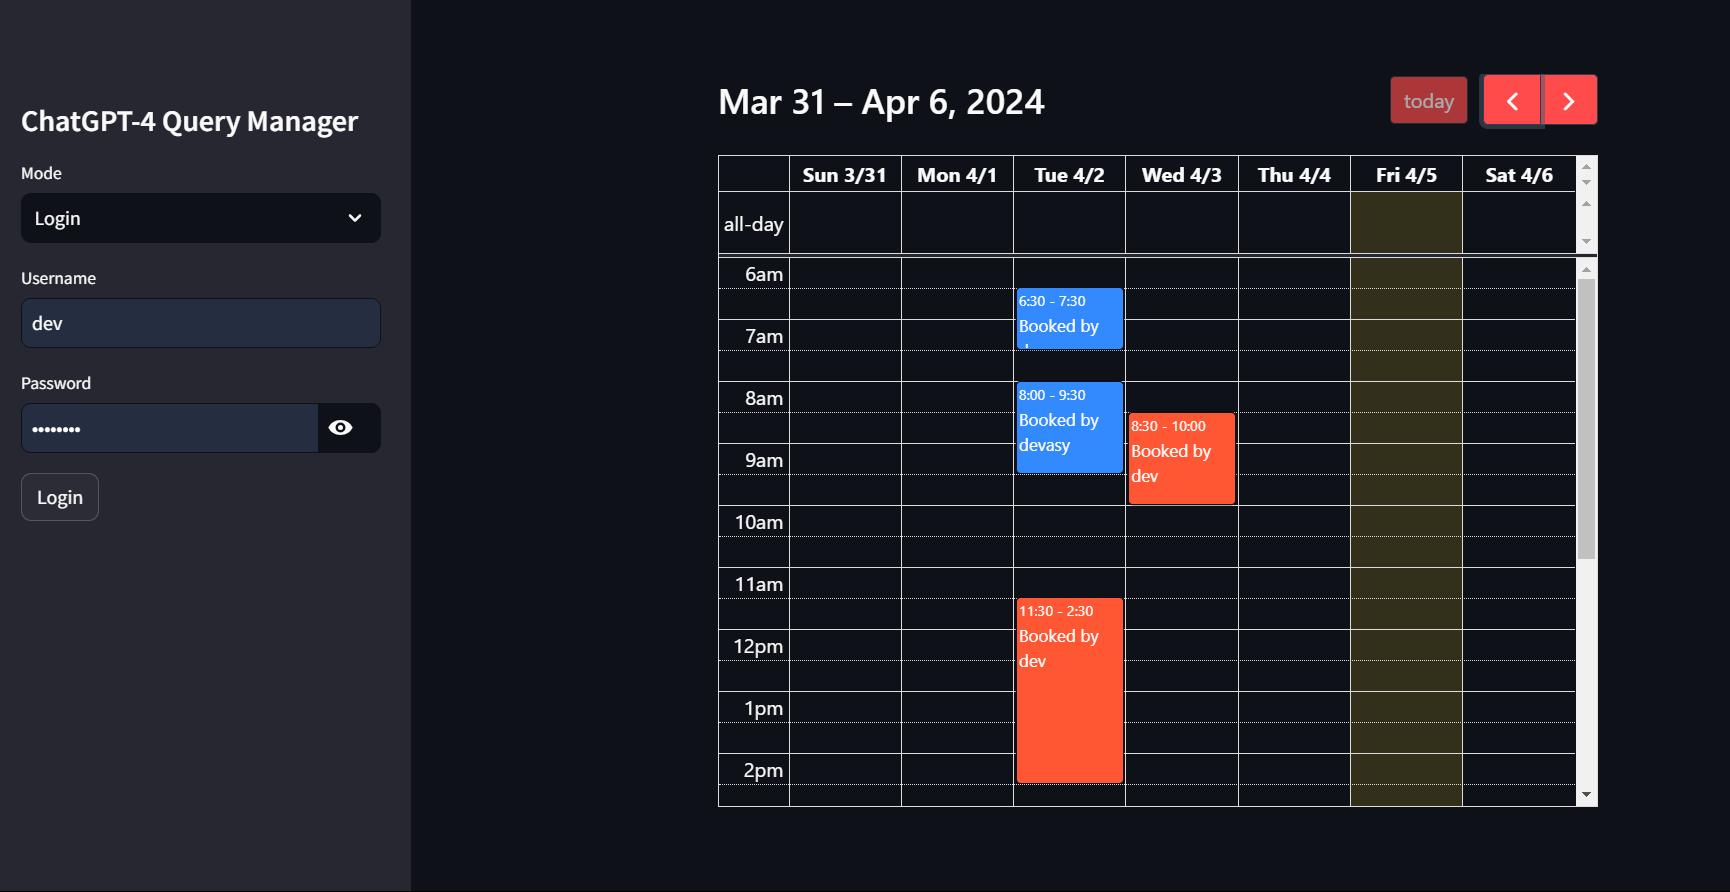 ChatGPT-4 Query Manager
Mode
Login
Username
dev
Password
••••••••
Login
Mar 31 – Apr 6, 2024
today
Sun 3/31 Mon 4/1 Tue 4/2 Wed 4/3 Thu 4/4 Fri 4/5 Sat 4/6
all-day
6am
6:30 - 7:30
Booked by
7am
8am
8:00 - 9:30
Booked by
devasy
8:30 - 10:00
Booked by
dev
9am
10am
11am
11:30 - 2:30
Booked by
dev
12pm
1pm
2pm